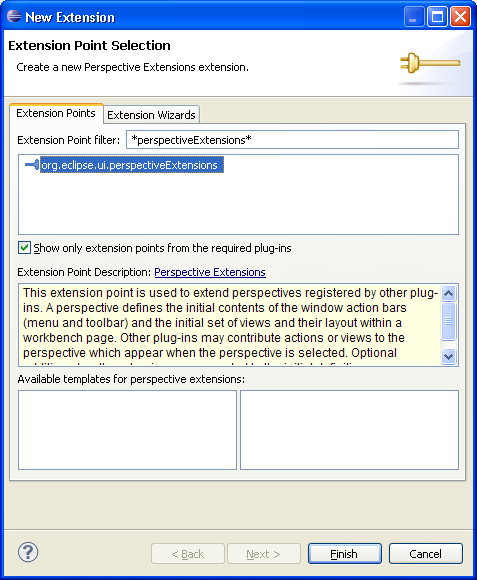 New Extension
Extension Point Selection
Create a new Perspective Extensions extension.
Extension Points
Extension Wizards
Extension Point filter: *perspectiveExtensions*
org.eclipse.ui.perspectiveExtensions
Show only extension points from the required plug-ins
Extension Point Description: Perspective Extensions
This extension point is used to extend perspectives registered by other plug-
ins. A perspective defines the initial contents of the window action bars
(menu and toolbar) and the initial set of views and their layout within a
workbench page. Other plug-ins may contribute actions or views to the
perspective which appear when the perspective is selected. Optional
Available templates for perspective extensions:
?
< Back
Next >
Finish
Cancel